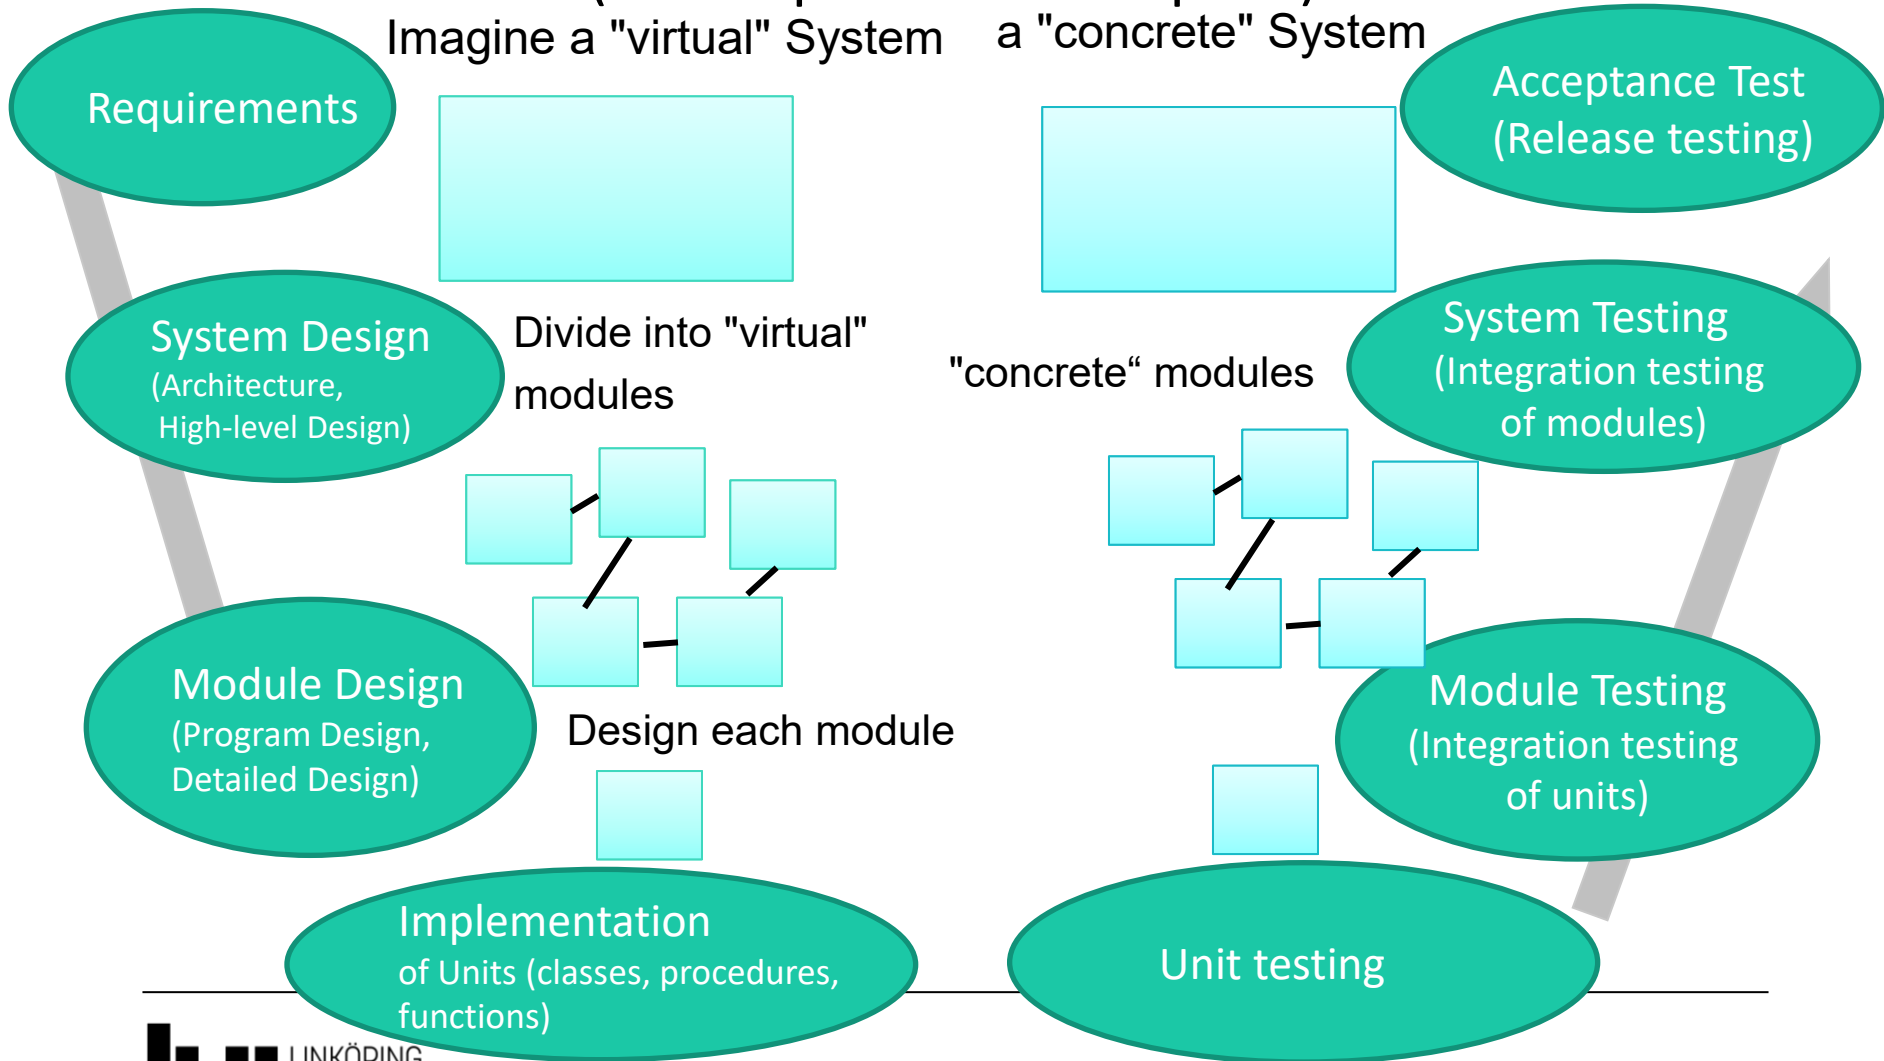 Imagine a "virtual" System
a "concrete" System
Requirements
Acceptance Test
(Release testing)
System Design
(Architecture,
High-level Design)
Divide into "virtual"
modules
"concrete“ modules
System Testing
(Integration testing
of modules)
Module Design
(Program Design,
Detailed Design)
Design each module
Module Testing
(Integration testing
of units)
Implementation
of Units (classes, procedures,
functions)
Unit testing
LINKÖPING